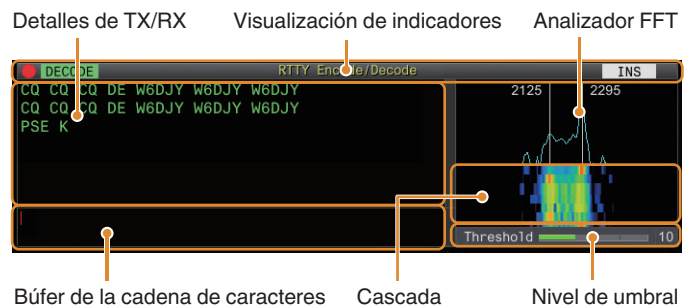 Detalles de TX/RX Visualización de indicadores Analizador FFT
DECODE RTTY Encode/Decode INS
CQ CQ CQ DE W6DJY W6DJY W6DJY
CQ CQ CQ DE W6DJY W6DJY W6DJY
PSE K
2125 2295
Threshold 10
Búfer de la cadena de caracteres Cascada Nivel de umbral